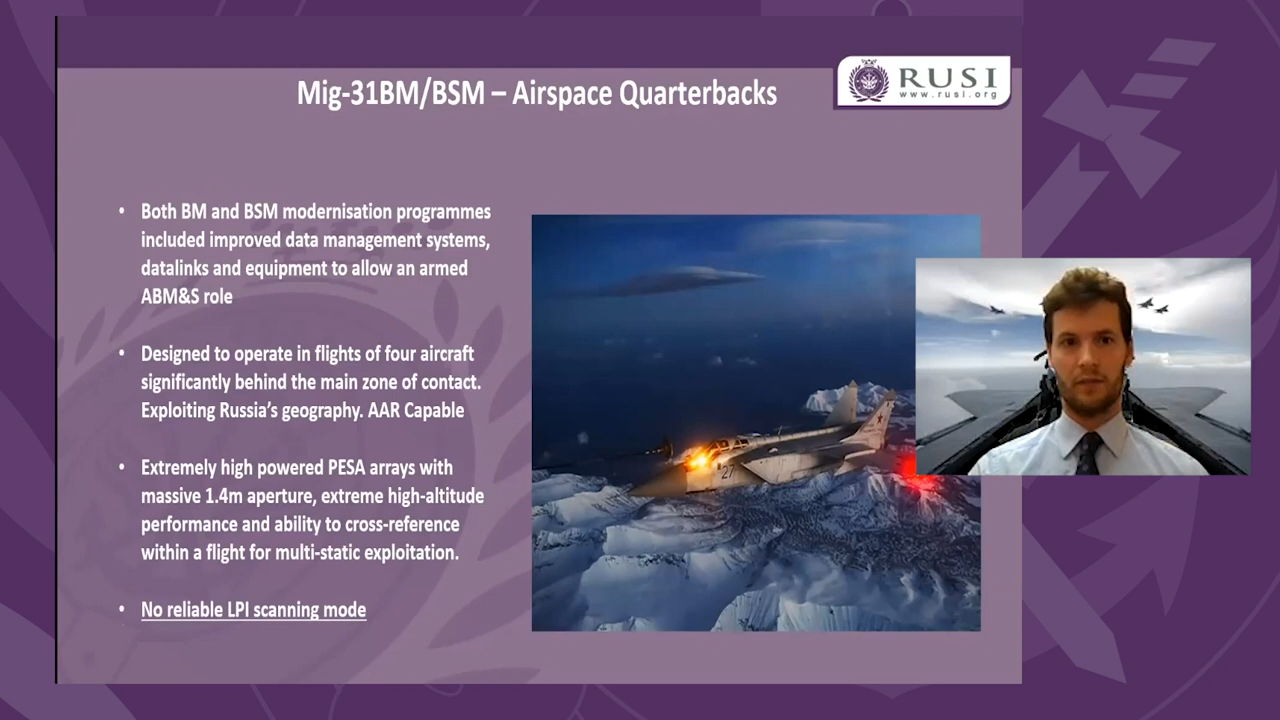 Mig-31BM/BSM – Airspace Quarterbacks
RUSI
www.rusi.org
• Both BM and BSM modernisation programmes
included improved data management systems,
datalinks and equipment to allow an armed
ABM&S role
• Designed to operate in flights of four aircraft
significantly behind the main zone of contact.
Exploiting Russia's geography. AAR Capable
• Extremely high powered PESA arrays with
massive 1.4m aperture, extreme high-altitude
performance and ability to cross-reference
within a flight for multi-static exploitation.
• No reliable LPI scanning mode
27